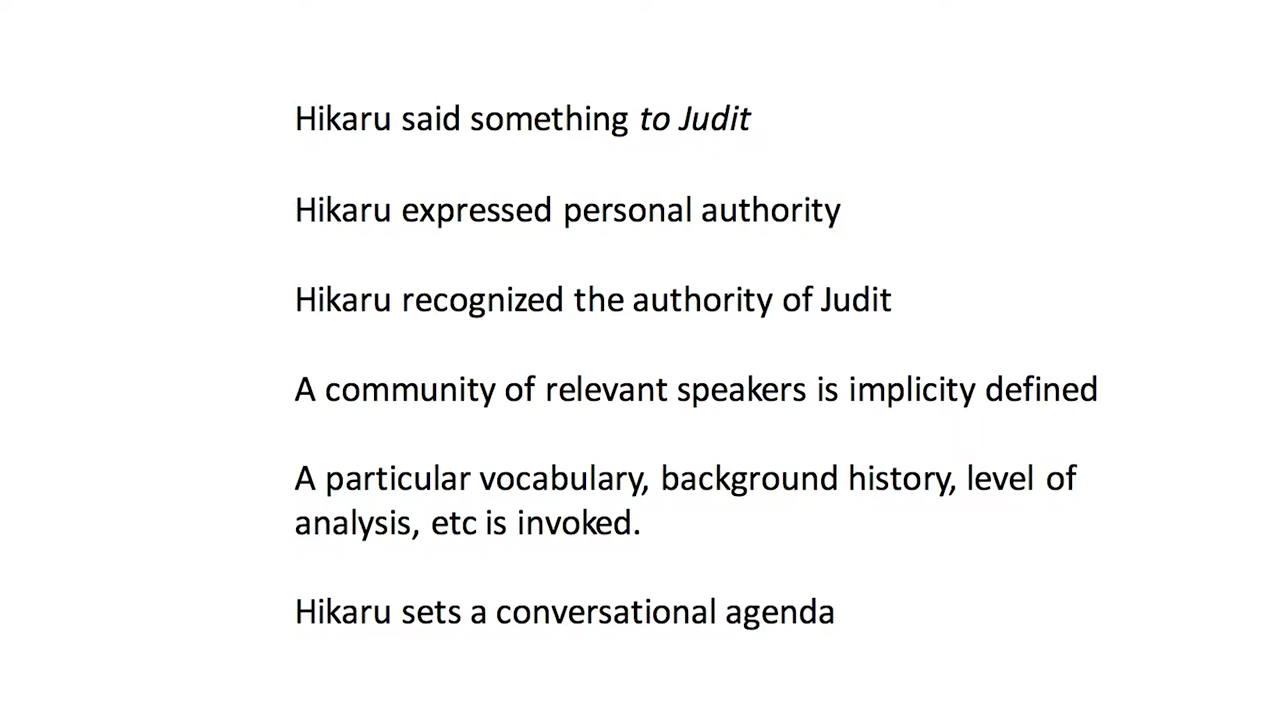 Hikaru said something to Judit
Hikaru expressed personal authority
Hikaru recognized the authority of Judit
A community of relevant speakers is implicity defined
A particular vocabulary, background history, level of
analysis, etc is invoked.
Hikaru sets a conversational agenda